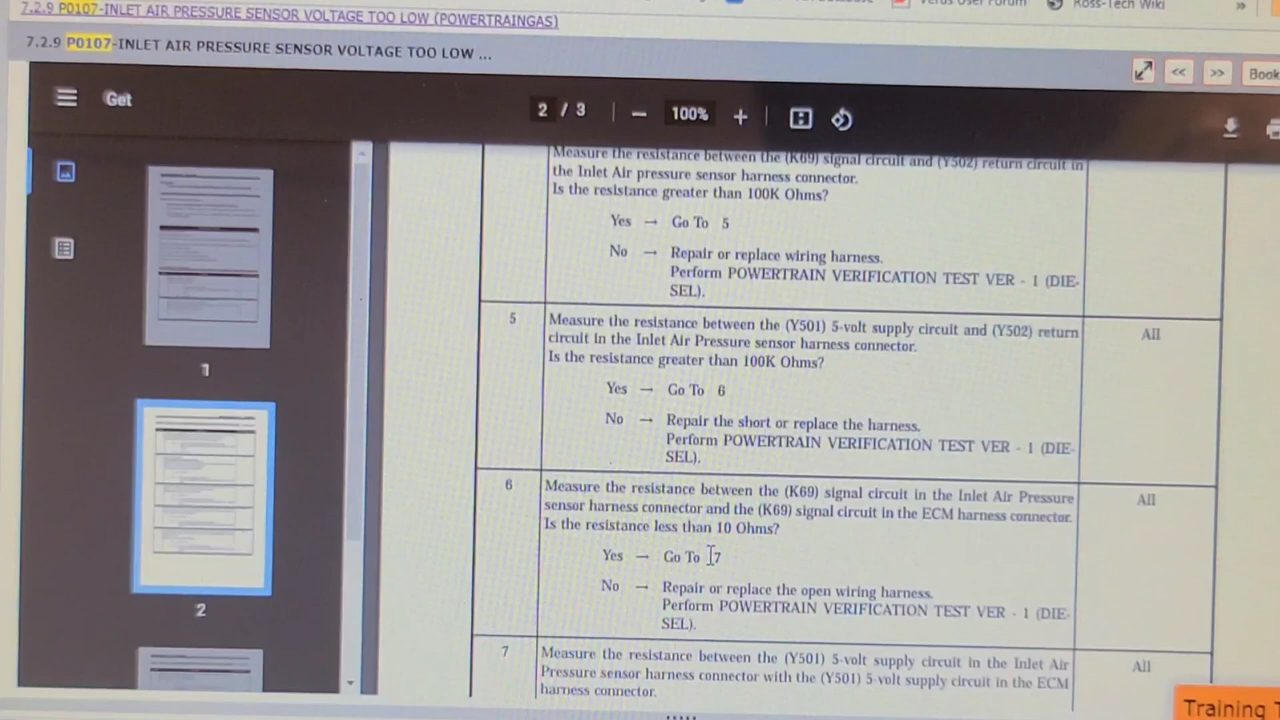 7.2.9 P0107-INLET AIR PRESSURE SENSOR VOLTAGE TOO LOW (POWERTRAINGAS)
Ross-Tech Wiki
»
7.2.9 P0107-INLET AIR PRESSURE SENSOR VOLTAGE TOO LOW ...
<< >> Book
Get
2 / 3 − 100% +
Measure the resistance between the (K69) signal circuit and (Y502) return circuit in
the Inlet Air pressure sensor harness connector.
Is the resistance greater than 100K Ohms?
Yes → Go To 5
No → Repair or replace wiring harness.
Perform POWERTRAIN VERIFICATION TEST VER - 1 (DIE-
SEL).
5 Measure the resistance between the (Y501) 5-volt supply circuit and (Y502) return All
circuit in the Inlet Air Pressure sensor harness connector.
Is the resistance greater than 100K Ohms?
Yes → Go To 6
No → Repair the short or replace the harness.
Perform POWERTRAIN VERIFICATION TEST VER - 1 (DIE-
SEL).
6 Measure the resistance between the (K69) signal circuit in the Inlet Air Pressure All
sensor harness connector and the (K69) signal circuit in the ECM harness connector.
Is the resistance less than 10 Ohms?
Yes → Go To 7
No → Repair or replace the open wiring harness.
Perform POWERTRAIN VERIFICATION TEST VER - 1 (DIE-
SEL).
7 Measure the resistance between the (Y501) 5-volt supply circuit in the Inlet Air All
Pressure sensor harness connector with the (Y501) 5-volt supply circuit in the ECM
harness connector.
1
2
Training